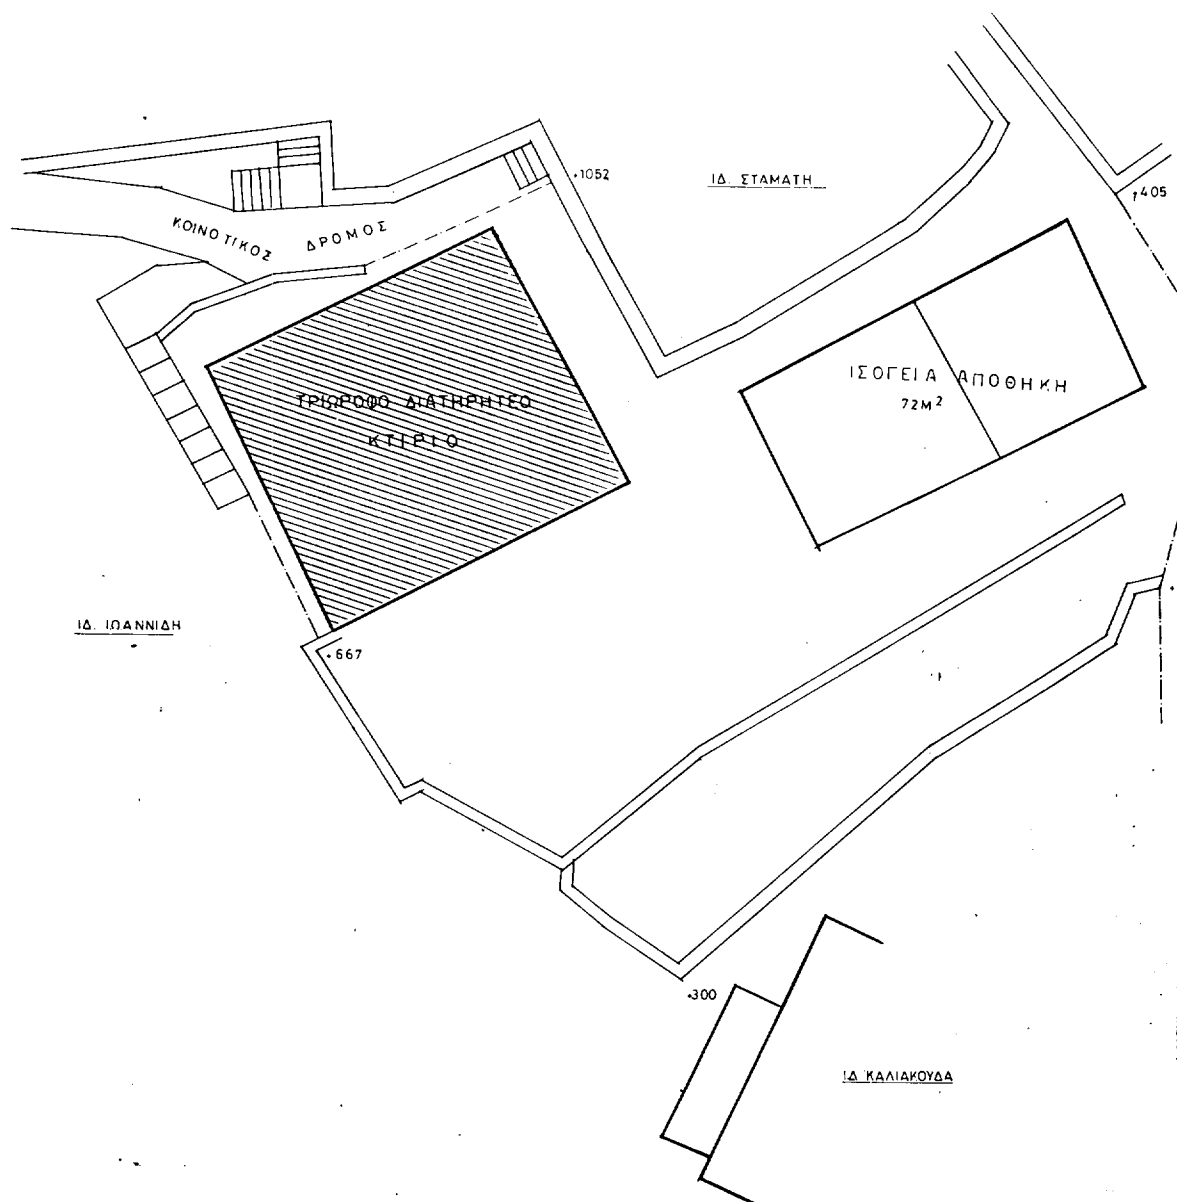 +1052
ΙΔ. ΣΤΑΜΑΤΗ
+405
ΚΟΙΝΟΤΙΚΟΣ ΔΡΟΜΟΣ
ΙΣΟΓΕΙΑ ΑΠΟΘΗΚΗ
72Μ²
ΤΡΙΩΡΟΦΟ ΔΙΑΤΗΡΗΤΕΟ
ΚΤΙΡΙΟ
ΙΔ. ΙΩΑΝΝΙΔΗ
+667
+300
ΙΔ ΚΑΛΙΑΚΟΥΔΑ